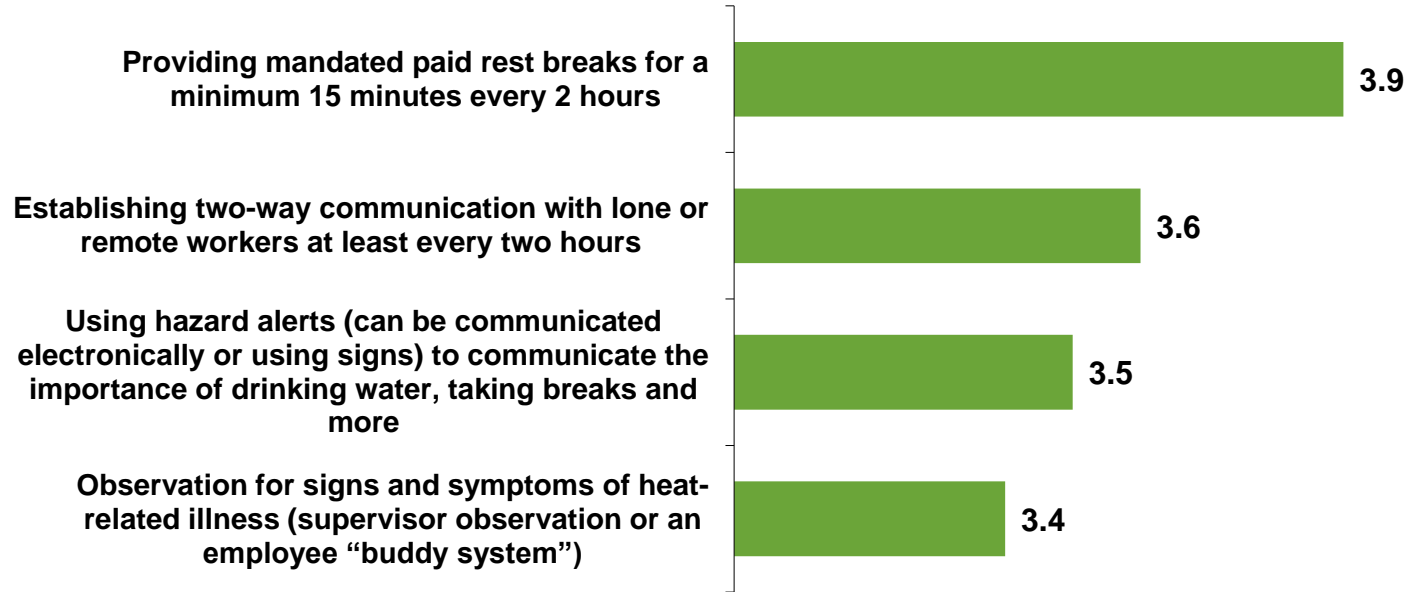 Providing mandated paid rest breaks for a
minimum 15 minutes every 2 hours
3.9
Establishing two-way communication with lone or
remote workers at least every two hours
3.6
Using hazard alerts (can be communicated
electronically or using signs) to communicate the
importance of drinking water, taking breaks and
more
3.5
Observation for signs and symptoms of heat-
related illness (supervisor observation or an
employee “buddy system”)
3.4